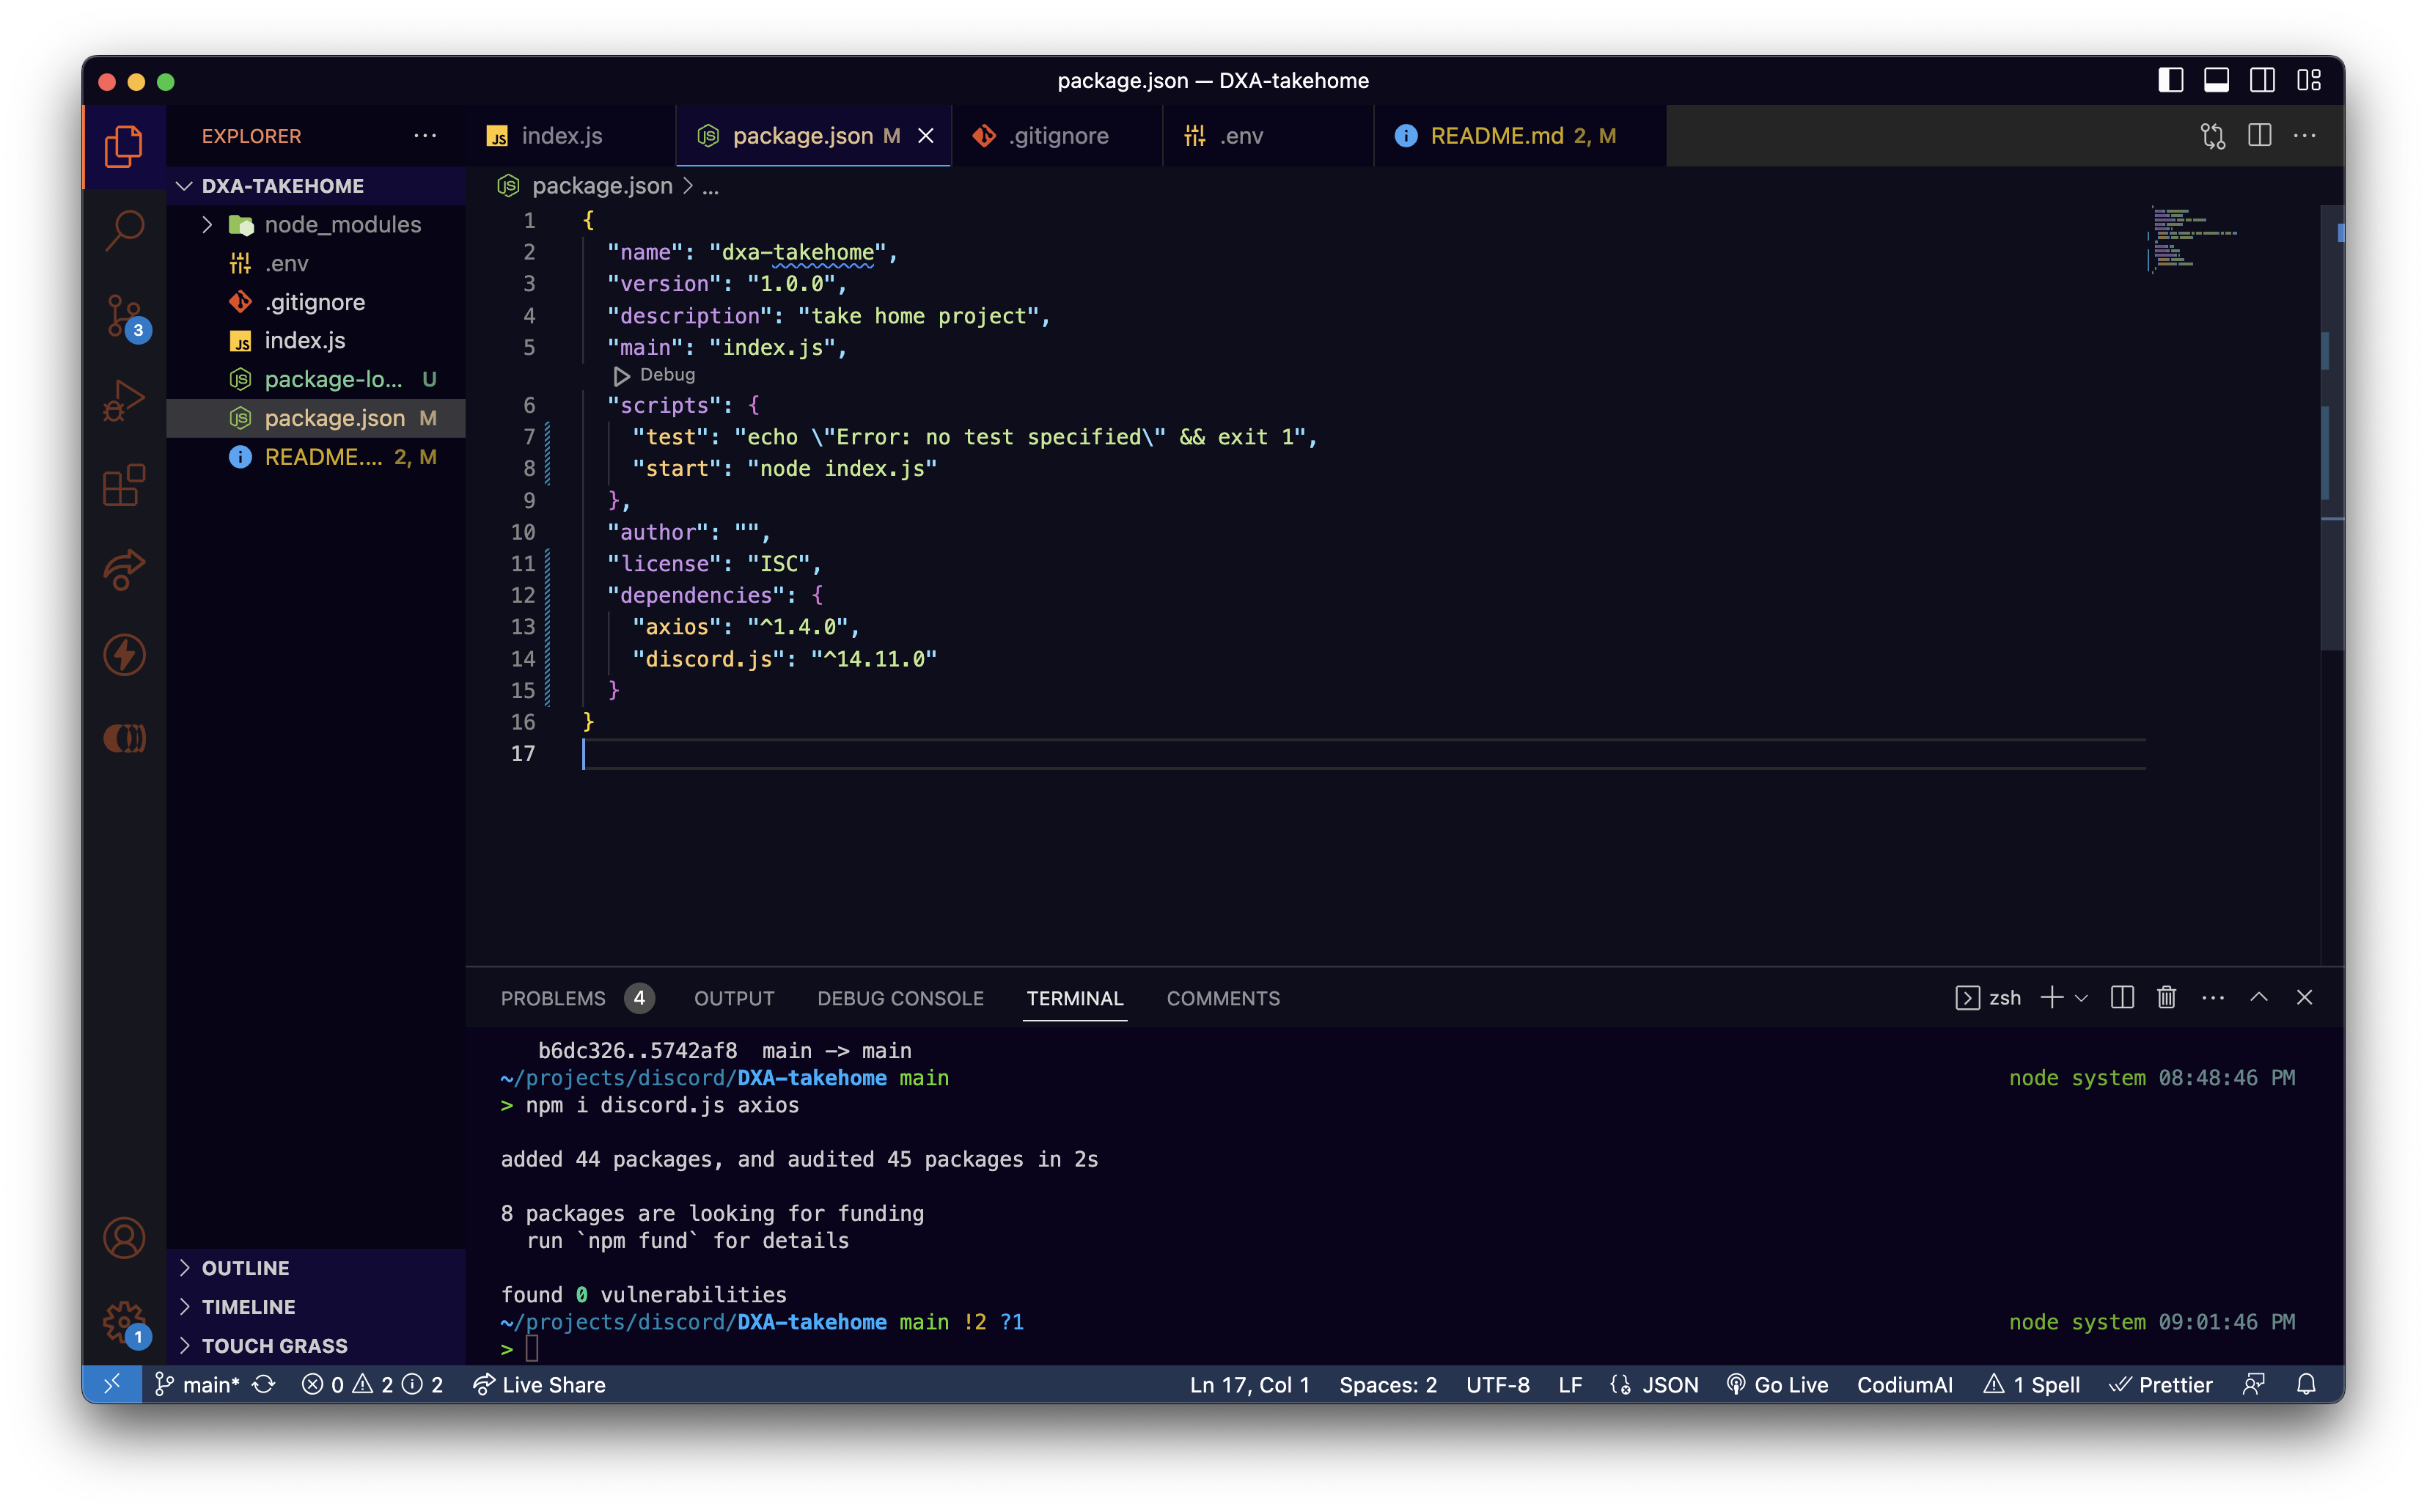 package.json — DXA-takehome
EXPLORER
index.js
package.json M
.gitignore
.env
README.md 2, M
DXA-TAKEHOME
node_modules
.env
.gitignore
index.js
package-lo... U
package.json M
README.... 2, M
3
package.json > ...
1 {
2 "name": "dxa-takehome",
3 "version": "1.0.0",
4 "description": "take home project",
5 "main": "index.js",
Debug
6 "scripts": {
7 "test": "echo \"Error: no test specified\" && exit 1",
8 "start": "node index.js"
9 },
10 "author": "",
11 "license": "ISC",
12 "dependencies": {
13 "axios": "^1.4.0",
14 "discord.js": "^14.11.0"
15 }
16 }
17
PROBLEMS 4 OUTPUT DEBUG CONSOLE TERMINAL COMMENTS
zsh
b6dc326..5742af8 main -> main
~/projects/discord/DXA-takehome main node system 08:48:46 PM
> npm i discord.js axios
added 44 packages, and audited 45 packages in 2s
8 packages are looking for funding
run `npm fund` for details
found 0 vulnerabilities
~/projects/discord/DXA-takehome main !2 ?1 node system 09:01:46 PM
>
OUTLINE
TIMELINE
TOUCH GRASS
1
main* 0 2 2 Live Share Ln 17, Col 1 Spaces: 2 UTF-8 LF JSON Go Live CodiumAI 1 Spell Prettier